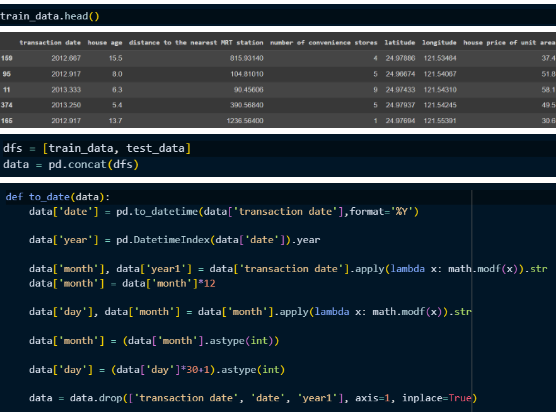 train_data.head()
transaction date house age distance to the nearest MRT station number of convenience stores latitude longitude house price of unit area
159 2012.667 15.5 815.93140 4 24.97886 121.53464 37.4
95 2012.917 8.0 104.81010 5 24.96674 121.54067 51.8
11 2013.333 6.3 90.45606 9 24.97433 121.54310 58.1
374 2013.250 5.4 390.56840 5 24.97937 121.54245 49.5
165 2012.917 13.7 1236.56400 1 24.97694 121.55391 30.6
dfs = [train_data, test_data]
data = pd.concat(dfs)
def to_date(data):
data['date'] = pd.to_datetime(data['transaction date'],format='%Y')
data['year'] = pd.DatetimeIndex(data['date']).year
data['month'], data['year1'] = data['transaction date'].apply(lambda x: math.modf(x)).str
data['month'] = data['month']*12
data['day'], data['month'] = data['month'].apply(lambda x: math.modf(x)).str
data['month'] = (data['month'].astype(int))
data['day'] = (data['day']*30+1).astype(int)
data = data.drop(['transaction date', 'date', 'year1'], axis=1, inplace=True)